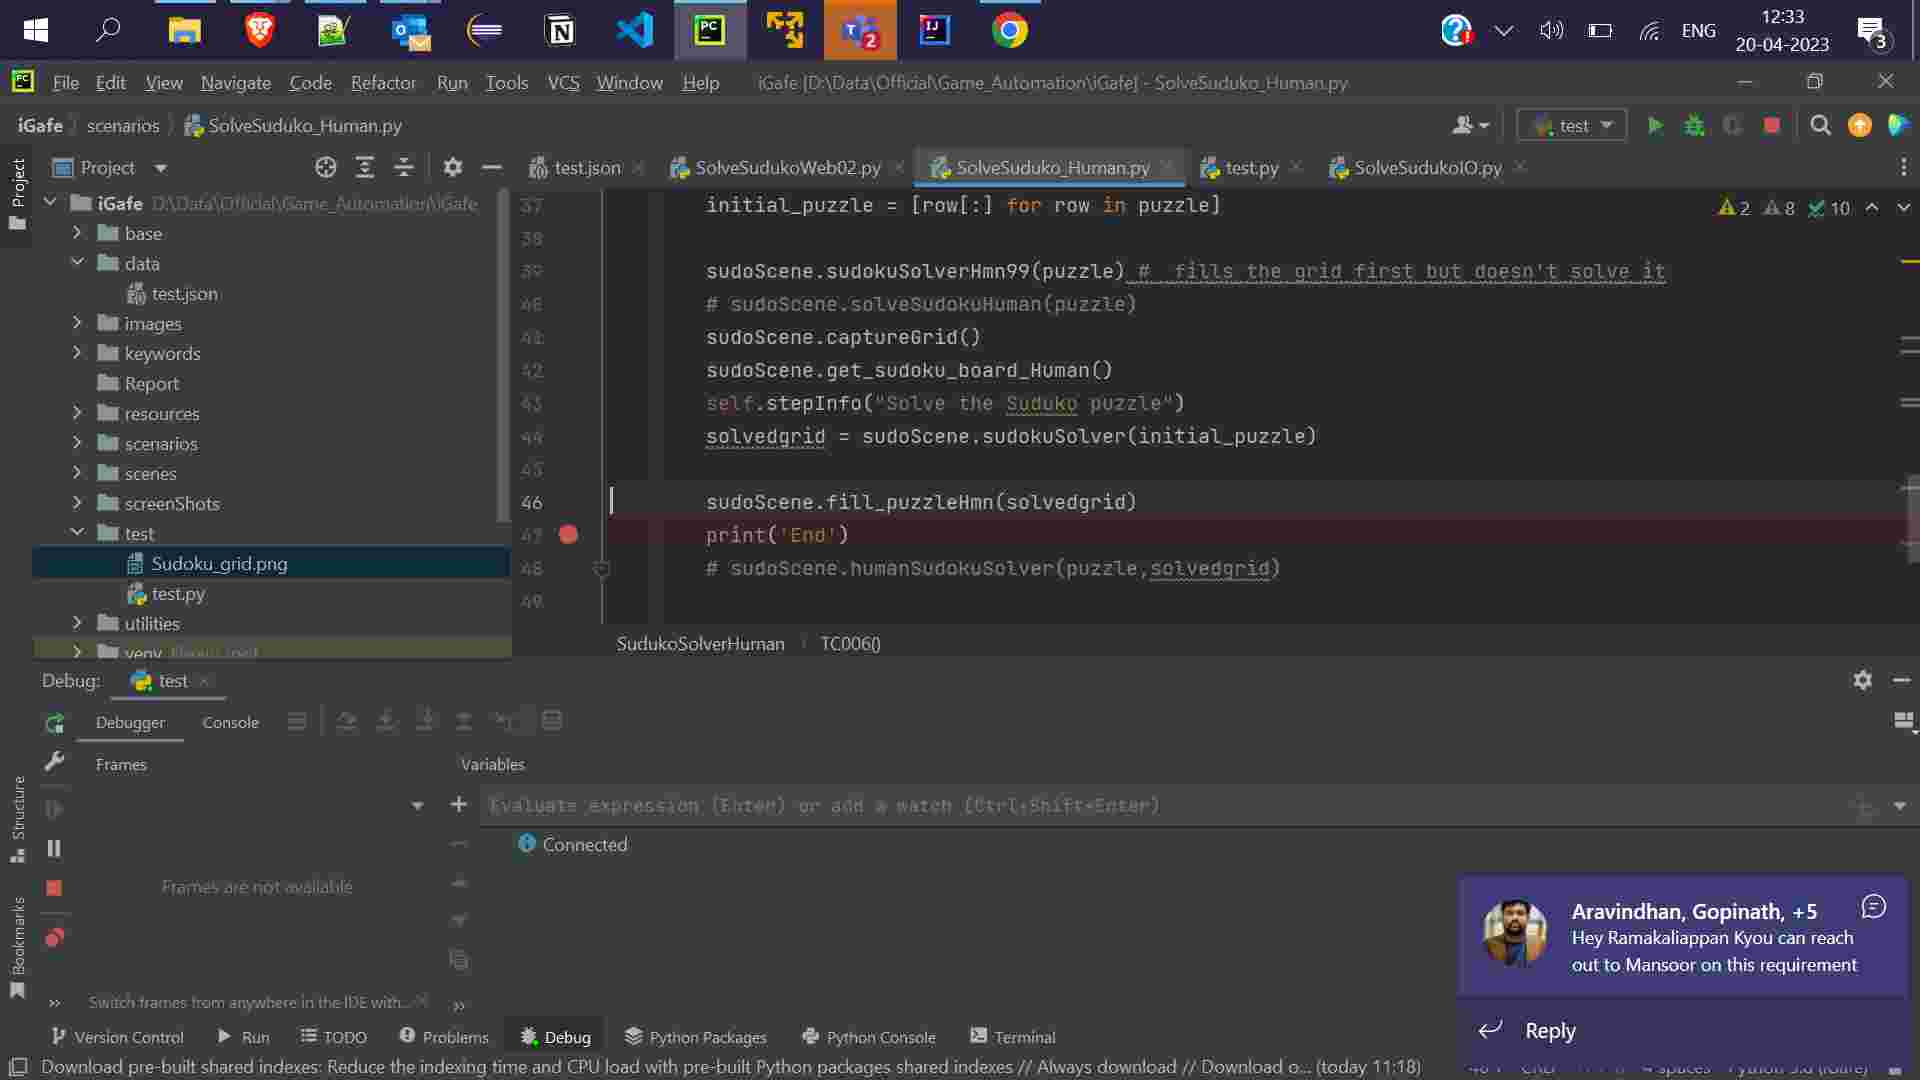 2
ENG
12:33
20-04-2023
3
File Edit View Navigate Code Refactor Run Tools VCS Window Help iGafe [D:\Data\Official\Game_Automation\iGafe] - SolveSuduko_Human.py
iGafe scenarios SolveSuduko_Human.py
test
Project
Project
test.json SolveSudukoWeb02.py SolveSuduko_Human.py test.py SolveSudukoIO.py
iGafe D:\Data\Official\Game_Automation\iGafe
base
data
test.json
images
keywords
Report
resources
scenarios
scenes
screenShots
test
Sudoku_grid.png
test.py
utilities
venv
2 8 10
37 initial_puzzle = [row[:] for row in puzzle]
38
39 sudoScene.sudokuSolverHmn99(puzzle) # fills the grid first but doesn't solve it
40 # sudoScene.solveSudokuHuman(puzzle)
41 sudoScene.captureGrid()
42 sudoScene.get_sudoku_board_Human()
43 self.stepInfo("Solve the Suduko puzzle")
44 solvedgrid = sudoScene.sudokuSolver(initial_puzzle)
45
46 sudoScene.fill_puzzleHmn(solvedgrid)
47 print('End')
48 # sudoScene.humanSudokuSolver(puzzle,solvedgrid)
49
SudukoSolverHuman TC006()
Debug: test
Debugger Console
Frames
Variables
Evaluate expression (Enter) or add a watch (Ctrl+Shift+Enter)
Connected
Frames are not available
Switch frames from anywhere in the IDE with...
Structure
Bookmarks
Aravindhan, Gopinath, +5
Hey Ramakaliappan Kyou can reach
out to Mansoor on this requirement
Reply
Version Control Run TODO Problems Debug Python Packages Python Console Terminal
Download pre-built shared indexes: Reduce the indexing time and CPU load with pre-built Python packages shared indexes // Always download // Download o... (today 11:18)